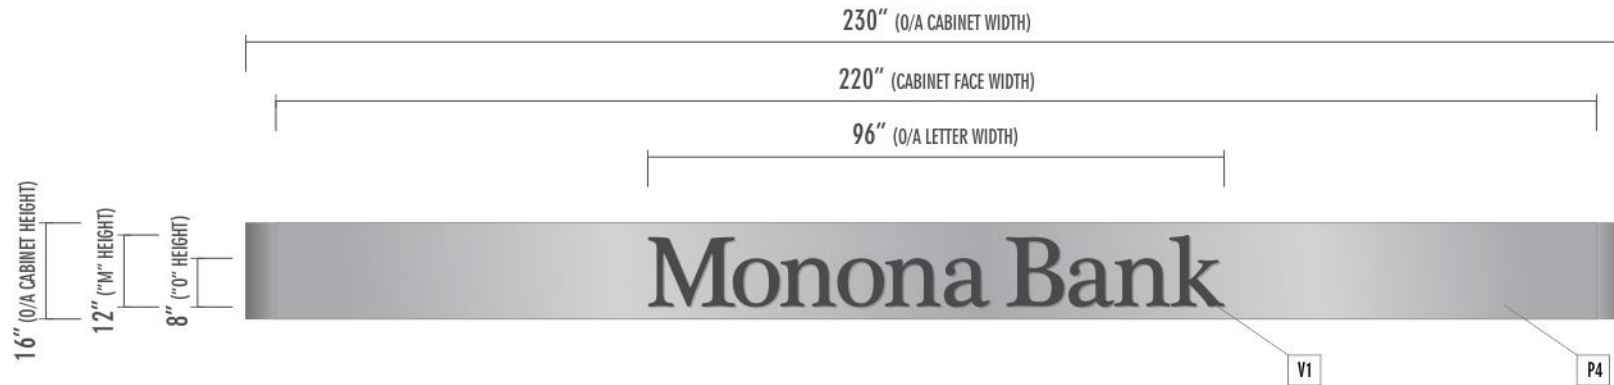 230” (O/A CABINET WIDTH)
220” (CABINET FACE WIDTH)
96” (O/A LETTER WIDTH)
16” (O/A CABINET HEIGHT)
12” (“M” HEIGHT)
8” (“O” HEIGHT)
Monona Bank
V1
P4